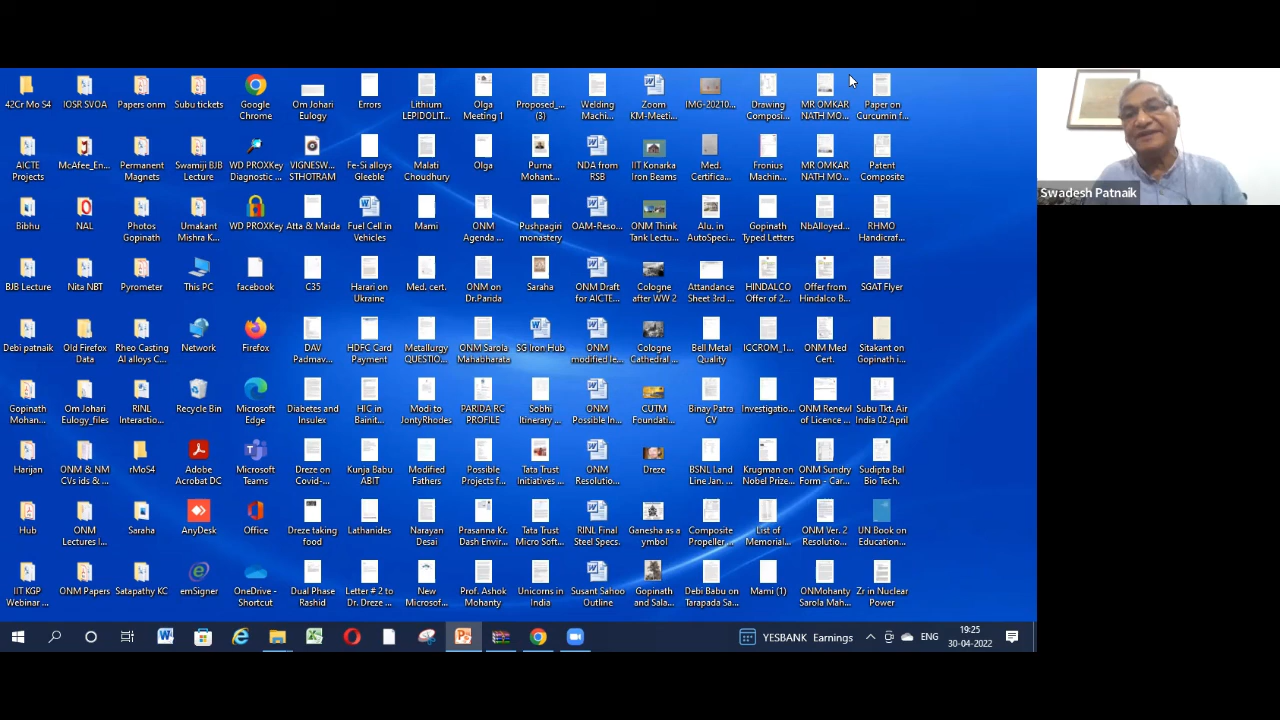 42Cr Mo S4
IOSR SVOA
Papers onm
Subu tickets
Google
Chrome
Om Johari
Eulogy
Errors
Lithium
LEPIDOLIT...
Olga
Meeting 1
Proposed_...
(3)
Welding
Machi...
Zoom
KM-Meeti...
IMG-20210...
Drawing
Composi...
MR OMKAR
NATH MO...
Paper on
Curcumin f...
Swadesh Patnaik
AICTE
Projects
McAfee_En...
Permanent
Magnets
Swamiji BJB
Lecture
WD PROXKey
Diagnostic ...
VIGNESW...
STHOTRAM
Fe-Si alloys
Gleeble
Malati
Choudhury
Olga
Purna
Mohant...
NDA from
RSB
IIT Konarka
Iron Beams
Med.
Certifica...
Fronius
Machin...
MR OMKAR
NATH MO...
Patent
Composite
Bibhu
NAL
Photos
Gopinath
Umakant
Mishra K...
WD PROXKey
Atta & Maida
Fuel Cell in
Vehicles
Mami
ONM
Agenda ...
Pushpagiri
monastery
OAM-Reso...
ONM Think
Tank Lectu...
Alu. in
AutoSpeci...
Gopinath
Typed Letters
NbAlloyed...
RHMO
Handicraf...
BJB Lecture
Nita NBT
Pyrometer
This PC
facebook
C35
Harari on
Ukraine
Med. cert.
ONM on
Dr.Parida
Saraha
ONM Draft
for AICTE...
Cologne
after WW 2
Attandance
Sheet 3rd ...
HINDALCO
Offer of 2...
Offer from
Hindalco B...
SGAT Flyer
Debi patnaik
Old Firefox
Data
Rheo Casting
Al alloys C...
Network
Firefox
DAV
Padmav...
HDFC Card
Payment
Metallurgy
QUESTIO...
ONM Sarola
Mahabharata
SG Iron Hub
ONM
modified le...
Cologne
Cathedral ...
Bell Metal
Quality
ICCROM_1...
ONM Med
Cert.
Sitakant on
Gopinath i...
Gopinath
Mohan...
Om Johari
Eulogy_files
RINL
Interactio...
Recycle Bin
Microsoft
Edge
Diabetes and
Insulex
HIC in
Bainit...
Modi to
JontyRhodes
PARIDA RC
PROFILE
Sobhi
Itinerary ...
ONM
Possible In...
CUTM
Foundati...
Binay Patra
CV
Investigatio...
ONM Renewl
of Licence ...
Subu Tkt. Air
India 02 April
Harijan
ONM & NM
CVs ids & ...
rMoS4
Adobe
Acrobat DC
Microsoft
Teams
Dreze on
Covid-...
Kunja Babu
ABIT
Modified
Fathers
Possible
Projects f...
Tata Trust
Initiatives ...
ONM
Resolutio...
Dreze
BSNL Land
Line Jan. ...
Krugman on
Nobel Prize...
ONM Sundry
Form - Car...
Sudipta Bal
Bio Tech.
Hub
ONM
Lectures I...
Saraha
AnyDesk
Office
Dreze taking
food
Lathanides
Narayan
Desai
Prasanna Kr.
Dash Envir...
Tata Trust
Micro Soft...
RINL Final
Steel Specs.
Ganesha as a
symbol
Composite
Propeller...
List of
Memorial...
ONM Ver. 2
Resolutio...
UN Book on
Education...
IIT KGP
Webinar ...
ONM Papers
Satapathy KC
emSigner
OneDrive -
Shortcut
Dual Phase
Rashid
Letter # 2 to
Dr. Dreze ...
New
Microsof...
Prof. Ashok
Mohanty
Unicorns in
India
Susant Sahoo
Outline
Gopinath
and Sala...
Debi Babu on
Tarapada Sa...
Mami (1)
ONMohanty
Sarola Mah...
Zr in Nuclear
Power
YESBANK Earnings
ENG
19:25
30-04-2022